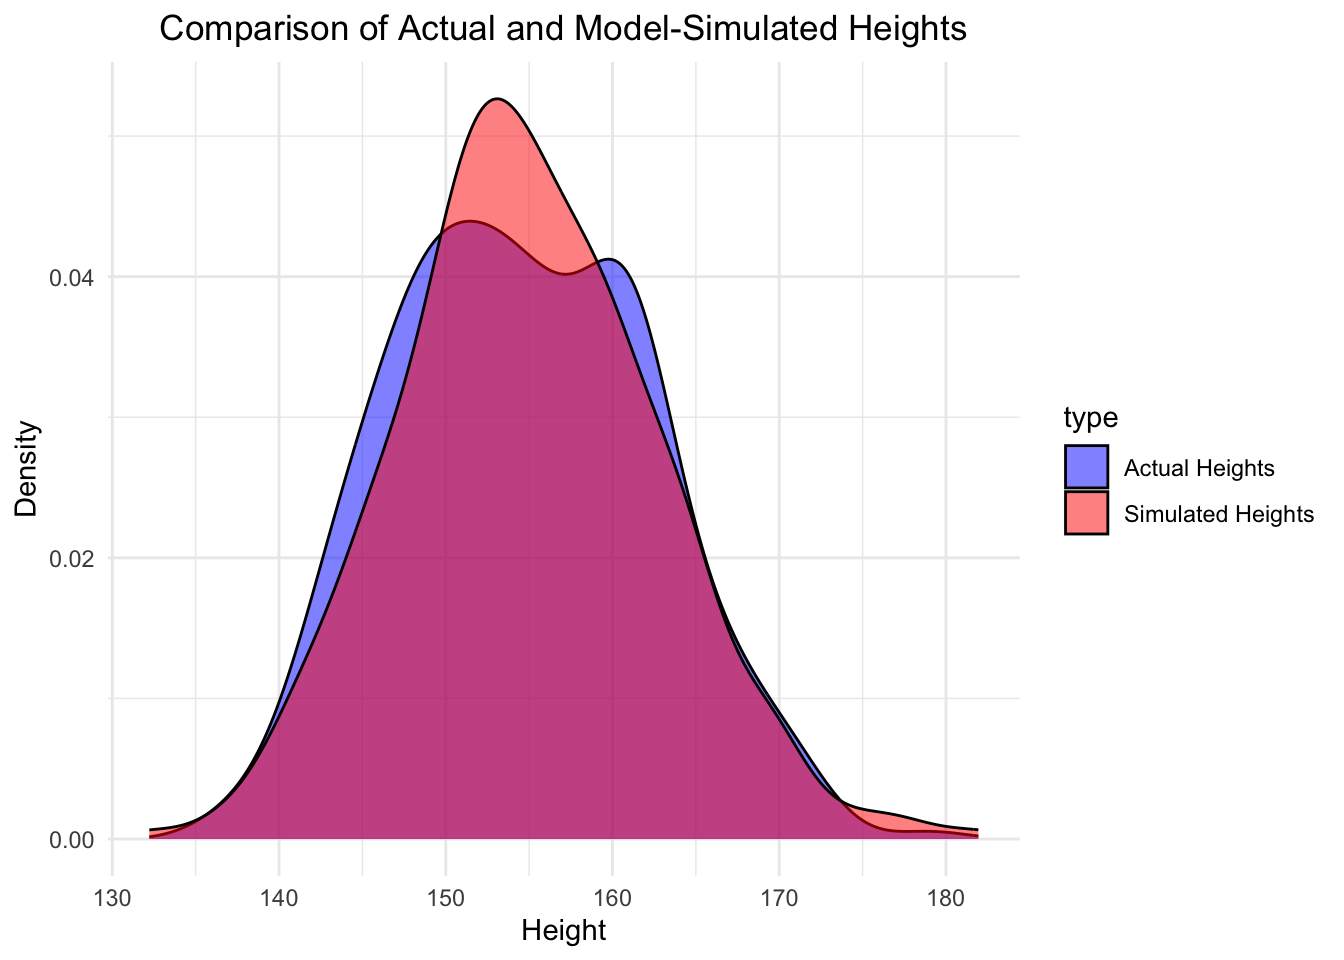 Comparison of Actual and Model-Simulated Heights
Density
0.04
0.02
0.00
130 140 150 160 170 180
Height
type
Actual Heights
Simulated Heights